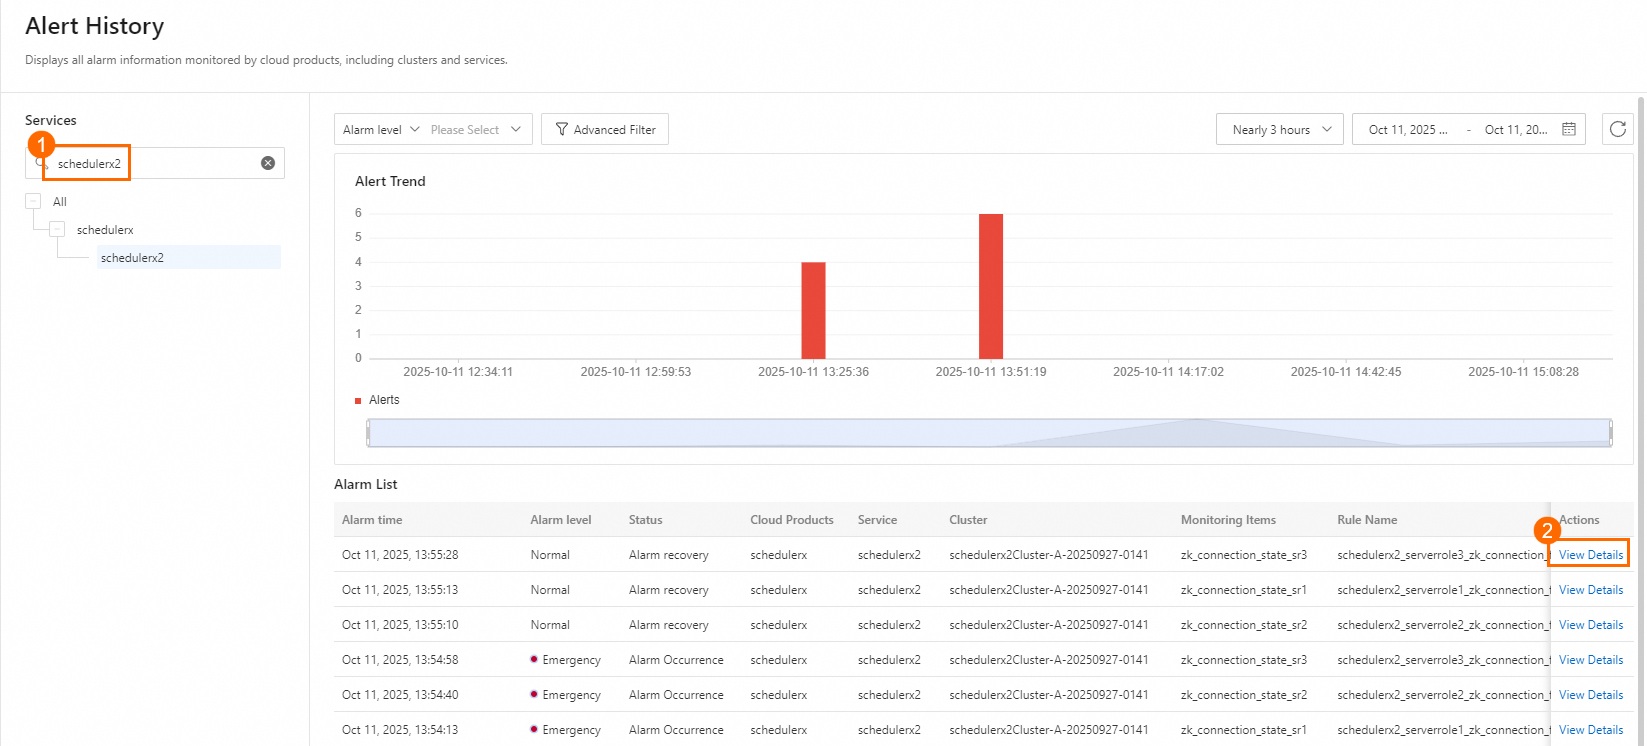 Alert History
Displays all alarm information monitored by cloud products, including clusters and services.
Services
1
schedulerx2
All
schedulerx
schedulerx2
Alarm level Please Select Advanced Filter Nearly 3 hours Oct 11, 2025 ... - Oct 11, 20...
Alert Trend
6
5
4
3
2
1
0
2025-10-11 12:34:11 2025-10-11 12:59:53 2025-10-11 13:25:36 2025-10-11 13:51:19 2025-10-11 14:17:02 2025-10-11 14:42:45 2025-10-11 15:08:28
Alerts
Alarm List
Alarm time Alarm level Status Cloud Products Service Cluster Monitoring Items Rule Name Actions
2
Oct 11, 2025, 13:55:28 Normal Alarm recovery schedulerx schedulerx2 schedulerx2Cluster-A-20250927-0141 zk_connection_state_sr3 schedulerx2_serverrole3_zk_connection_ View Details
Oct 11, 2025, 13:55:13 Normal Alarm recovery schedulerx schedulerx2 schedulerx2Cluster-A-20250927-0141 zk_connection_state_sr1 schedulerx2_serverrole1_zk_connection_ View Details
Oct 11, 2025, 13:55:10 Normal Alarm recovery schedulerx schedulerx2 schedulerx2Cluster-A-20250927-0141 zk_connection_state_sr2 schedulerx2_serverrole2_zk_connection_ View Details
Oct 11, 2025, 13:54:58 Emergency Alarm Occurrence schedulerx schedulerx2 schedulerx2Cluster-A-20250927-0141 zk_connection_state_sr3 schedulerx2_serverrole3_zk_connection_ View Details
Oct 11, 2025, 13:54:40 Emergency Alarm Occurrence schedulerx schedulerx2 schedulerx2Cluster-A-20250927-0141 zk_connection_state_sr2 schedulerx2_serverrole2_zk_connection_ View Details
Oct 11, 2025, 13:54:13 Emergency Alarm Occurrence schedulerx schedulerx2 schedulerx2Cluster-A-20250927-0141 zk_connection_state_sr1 schedulerx2_serverrole1_zk_connection_ View Details